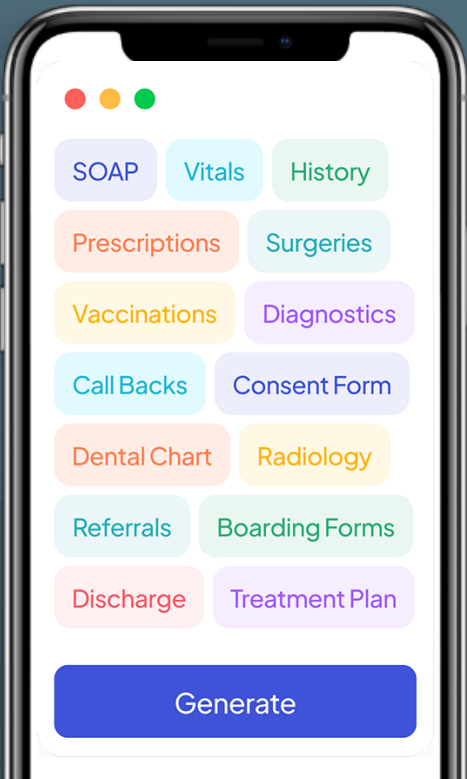 SOAP Vitals History
Prescriptions Surgeries
Vaccinations Diagnostics
Call Backs Consent Form
Dental Chart Radiology
Referrals Boarding Forms
Discharge Treatment Plan
Generate